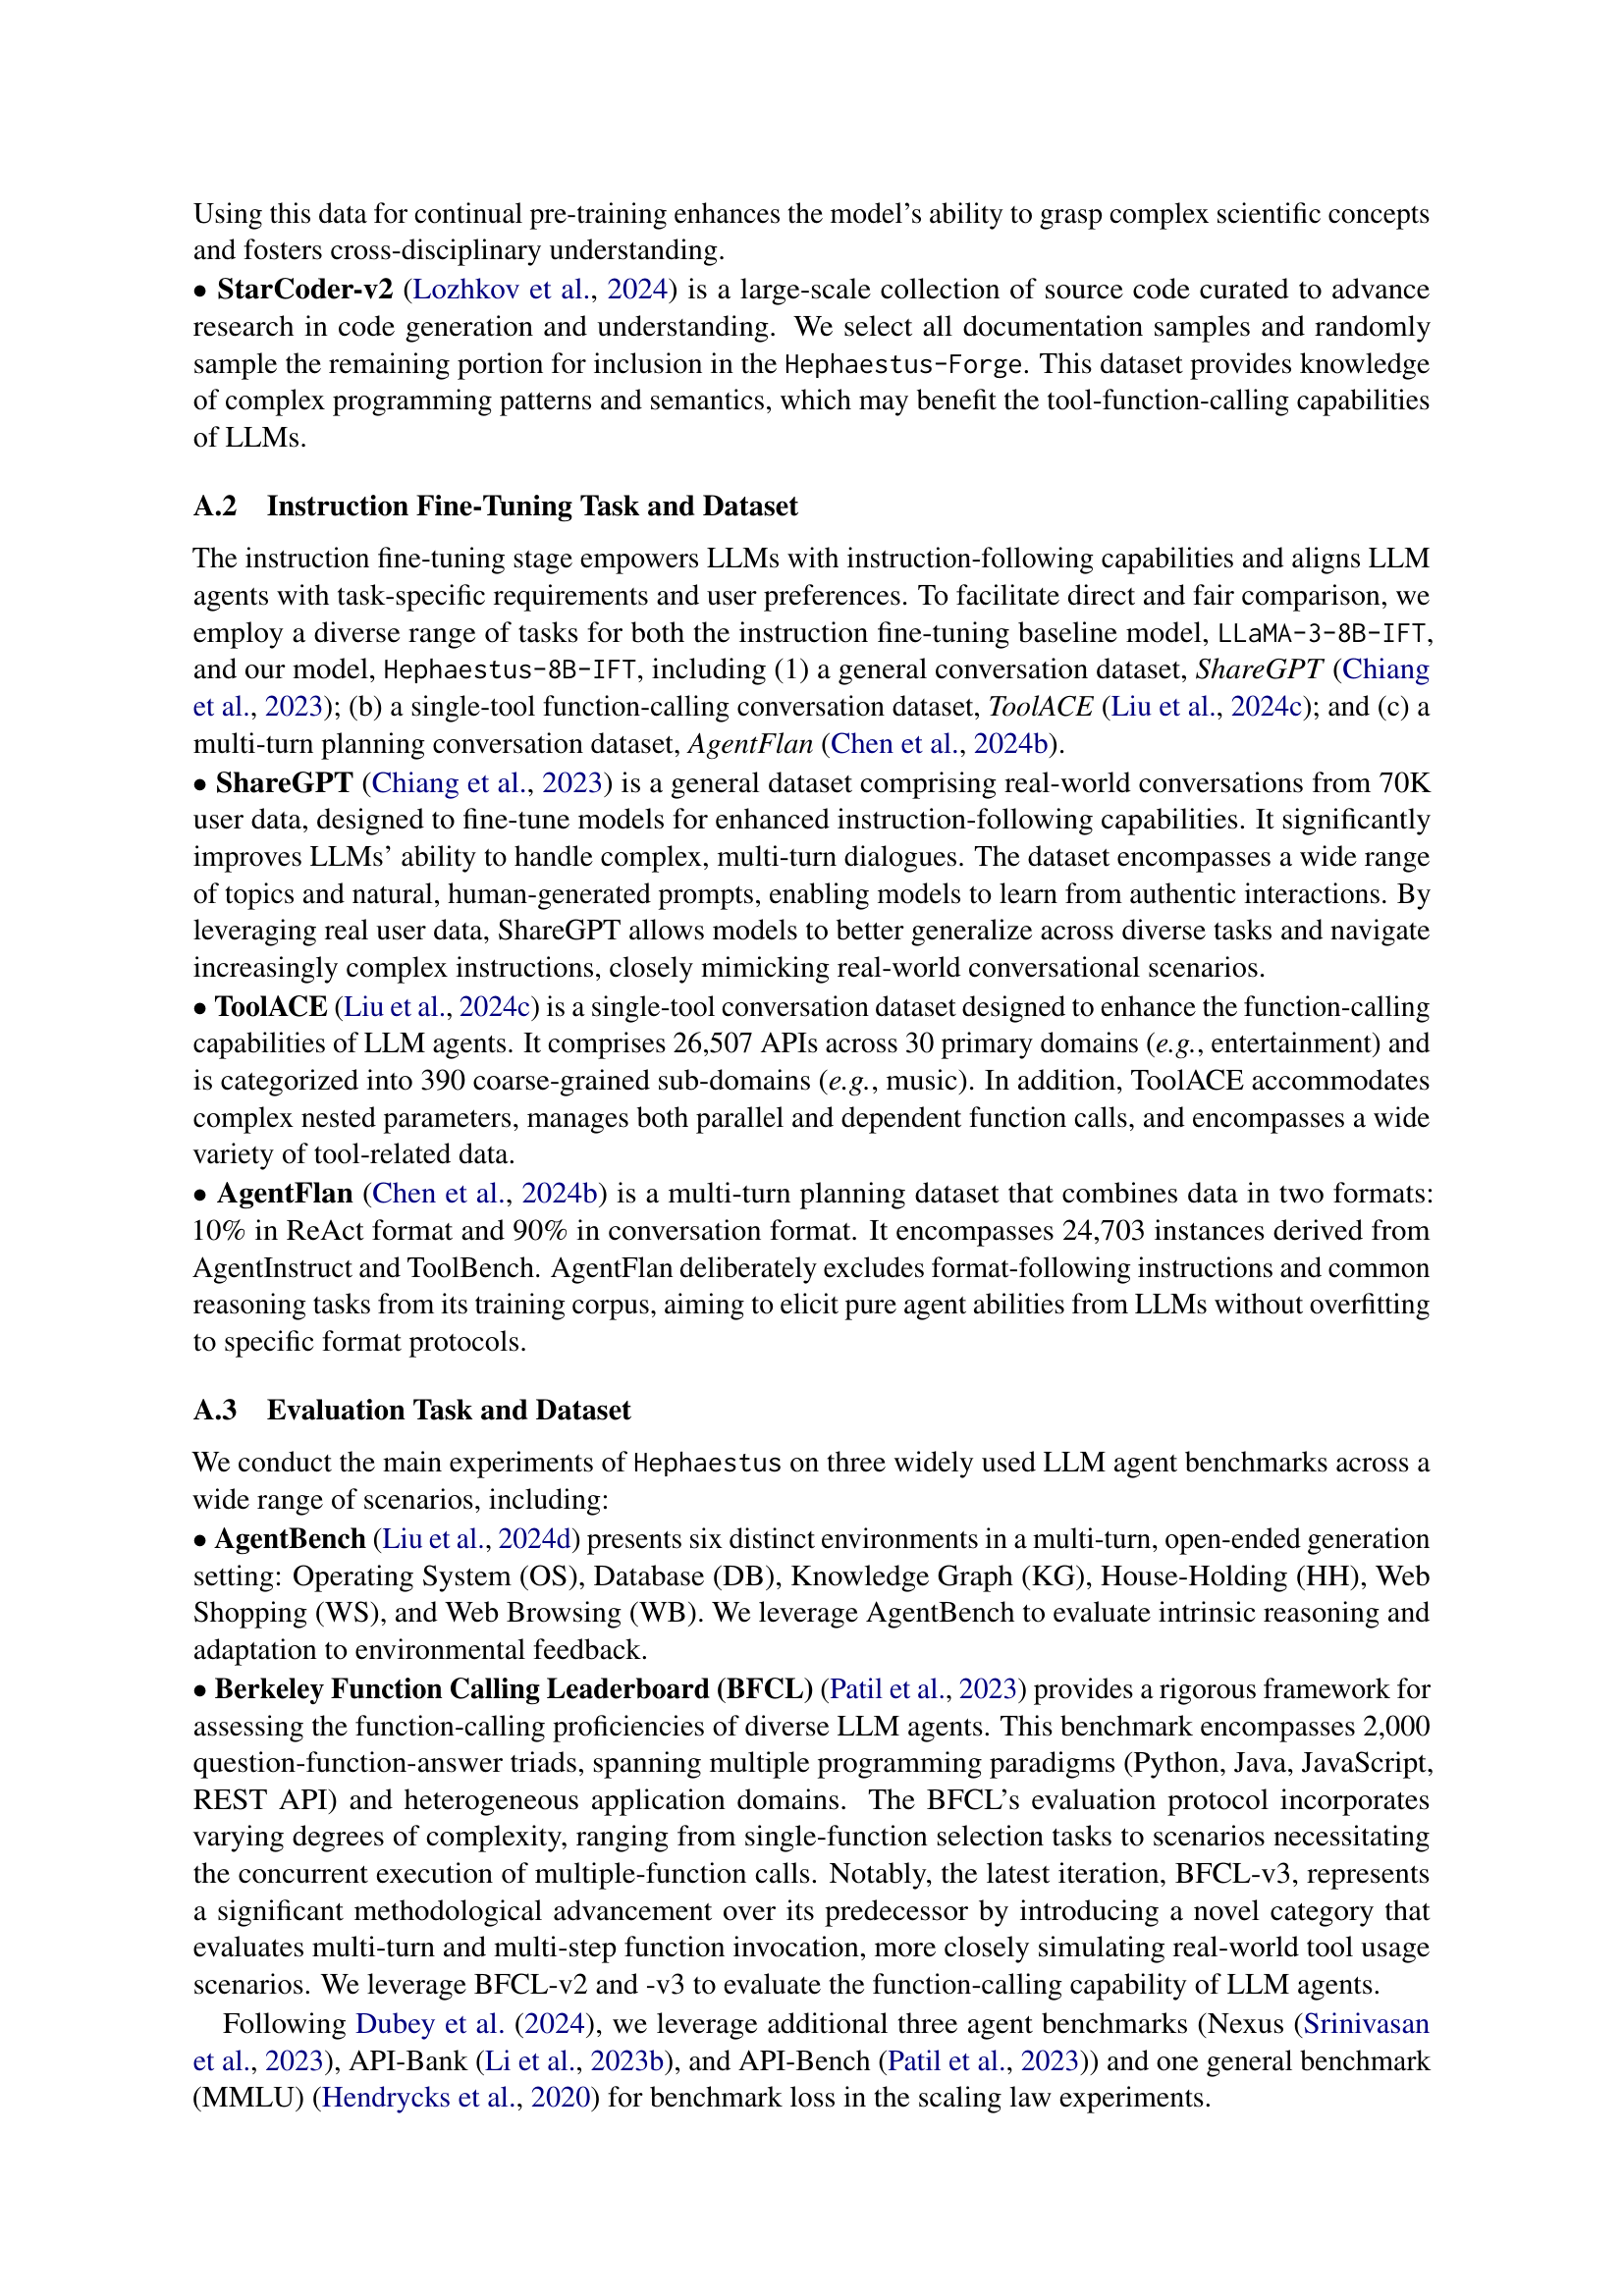 Using this data for continual pre-training enhances the model's ability to grasp complex scientific concepts
and fosters cross-disciplinary understanding.
• StarCoder-v2 (Lozhkov et al., 2024) is a large-scale collection of source code curated to advance
research in code generation and understanding. We select all documentation samples and randomly
sample the remaining portion for inclusion in the Hephaestus-Forge. This dataset provides knowledge
of complex programming patterns and semantics, which may benefit the tool-function-calling capabilities
of LLMs.
A.2 Instruction Fine-Tuning Task and Dataset
The instruction fine-tuning stage empowers LLMs with instruction-following capabilities and aligns LLM
agents with task-specific requirements and user preferences. To facilitate direct and fair comparison, we
employ a diverse range of tasks for both the instruction fine-tuning baseline model, LLaMA-3-8B-IFT,
and our model, Hephaestus-8B-IFT, including (1) a general conversation dataset, ShareGPT (Chiang
et al., 2023); (b) a single-tool function-calling conversation dataset, ToolACE (Liu et al., 2024c); and (c) a
multi-turn planning conversation dataset, AgentFlan (Chen et al., 2024b).
• ShareGPT (Chiang et al., 2023) is a general dataset comprising real-world conversations from 70K
user data, designed to fine-tune models for enhanced instruction-following capabilities. It significantly
improves LLMs' ability to handle complex, multi-turn dialogues. The dataset encompasses a wide range
of topics and natural, human-generated prompts, enabling models to learn from authentic interactions. By
leveraging real user data, ShareGPT allows models to better generalize across diverse tasks and navigate
increasingly complex instructions, closely mimicking real-world conversational scenarios.
• ToolACE (Liu et al., 2024c) is a single-tool conversation dataset designed to enhance the function-calling
capabilities of LLM agents. It comprises 26,507 APIs across 30 primary domains (e.g., entertainment) and
is categorized into 390 coarse-grained sub-domains (e.g., music). In addition, ToolACE accommodates
complex nested parameters, manages both parallel and dependent function calls, and encompasses a wide
variety of tool-related data.
• AgentFlan (Chen et al., 2024b) is a multi-turn planning dataset that combines data in two formats:
10% in ReAct format and 90% in conversation format. It encompasses 24,703 instances derived from
AgentInstruct and ToolBench. AgentFlan deliberately excludes format-following instructions and common
reasoning tasks from its training corpus, aiming to elicit pure agent abilities from LLMs without overfitting
to specific format protocols.
A.3 Evaluation Task and Dataset
We conduct the main experiments of Hephaestus on three widely used LLM agent benchmarks across a
wide range of scenarios, including:
• AgentBench (Liu et al., 2024d) presents six distinct environments in a multi-turn, open-ended generation
setting: Operating System (OS), Database (DB), Knowledge Graph (KG), House-Holding (HH), Web
Shopping (WS), and Web Browsing (WB). We leverage AgentBench to evaluate intrinsic reasoning and
adaptation to environmental feedback.
• Berkeley Function Calling Leaderboard (BFCL) (Patil et al., 2023) provides a rigorous framework for
assessing the function-calling proficiencies of diverse LLM agents. This benchmark encompasses 2,000
question-function-answer triads, spanning multiple programming paradigms (Python, Java, JavaScript,
REST API) and heterogeneous application domains. The BFCL's evaluation protocol incorporates
varying degrees of complexity, ranging from single-function selection tasks to scenarios necessitating
the concurrent execution of multiple-function calls. Notably, the latest iteration, BFCL-v3, represents
a significant methodological advancement over its predecessor by introducing a novel category that
evaluates multi-turn and multi-step function invocation, more closely simulating real-world tool usage
scenarios. We leverage BFCL-v2 and -v3 to evaluate the function-calling capability of LLM agents.
Following Dubey et al. (2024), we leverage additional three agent benchmarks (Nexus (Srinivasan
et al., 2023), API-Bank (Li et al., 2023b), and API-Bench (Patil et al., 2023)) and one general benchmark
(MMLU) (Hendrycks et al., 2020) for benchmark loss in the scaling law experiments.